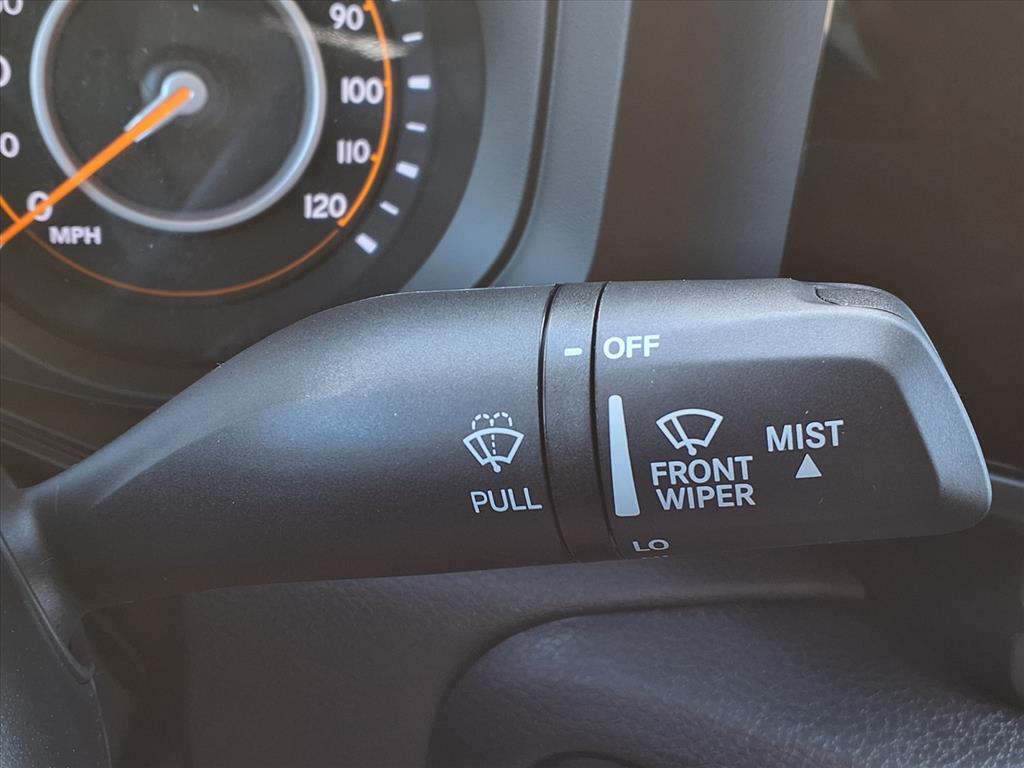 90
100
110
120
0
MPH
OFF
PULL
FRONT
WIPER
MIST
LO